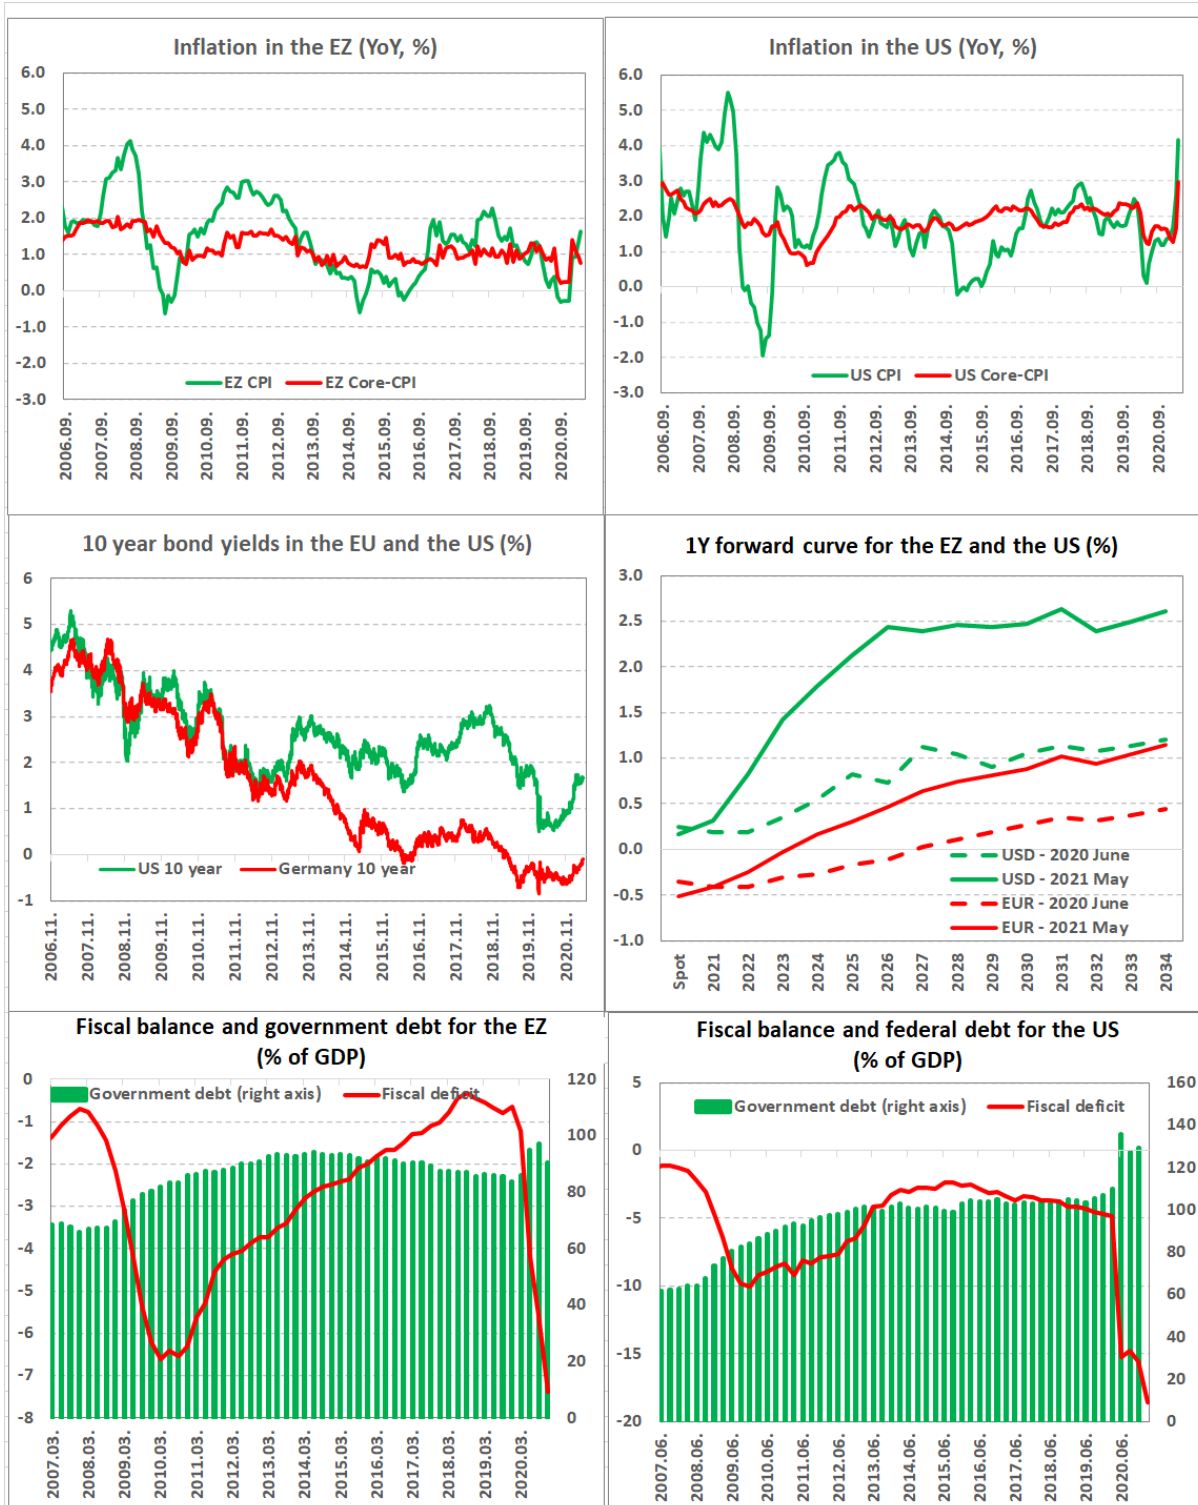 Inflation in the EZ (YoY, %)
6.0
5.0
4.0
3.0
2.0
1.0
0.0
-1.0
-2.0
-3.0
EZ CPI EZ Core-CPI
2006.09. 2007.09. 2008.09. 2009.09. 2010.09. 2011.09. 2012.09. 2013.09. 2014.09. 2015.09. 2016.09. 2017.09. 2018.09. 2019.09. 2020.09.
Inflation in the US (YoY, %)
6.0
5.0
4.0
3.0
2.0
1.0
0.0
-1.0
-2.0
-3.0
US CPI US Core-CPI
2006.09. 2007.09. 2008.09. 2009.09. 2010.09. 2011.09. 2012.09. 2013.09. 2014.09. 2015.09. 2016.09. 2017.09. 2018.09. 2019.09. 2020.09.
10 year bond yields in the EU and the US (%)
6
5
4
3
2
1
0
-1
US 10 year Germany 10 year
2006.11. 2007.11. 2008.11. 2009.11. 2010.11. 2011.11. 2012.11. 2013.11. 2014.11. 2015.11. 2016.11. 2017.11. 2018.11. 2019.11. 2020.11.
1Y forward curve for the EZ and the US (%)
3.0
2.5
2.0
1.5
1.0
0.5
0.0
-0.5
-1.0
USD - 2020 June
USD - 2021 May
EUR - 2020 June
EUR - 2021 May
Spot 2021 2022 2023 2024 2025 2026 2027 2028 2029 2030 2031 2032 2033 2034
Fiscal balance and government debt for the EZ
(% of GDP)
Government debt (right axis) Fiscal deficit
0
-1
-2
-3
-4
-5
-6
-7
-8
120
100
80
60
40
20
0
2007.03. 2008.03. 2009.03. 2010.03. 2011.03. 2012.03. 2013.03. 2014.03. 2015.03. 2016.03. 2017.03. 2018.03. 2019.03. 2020.03.
Fiscal balance and federal debt for the US
(% of GDP)
Government debt (right axis) Fiscal deficit
5
0
-5
-10
-15
-20
160
140
120
100
80
60
40
20
0
2007.06. 2008.06. 2009.06. 2010.06. 2011.06. 2012.06. 2013.06. 2014.06. 2015.06. 2016.06. 2017.06. 2018.06. 2019.06. 2020.06.